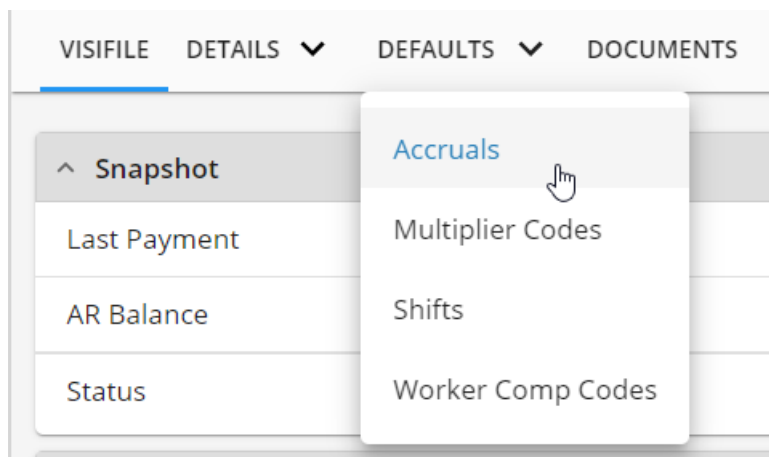 VISIFILE DETAILS DEFAULTS DOCUMENTS
Snapshot
Last Payment
AR Balance
Status
Accruals
Multiplier Codes
Shifts
Worker Comp Codes